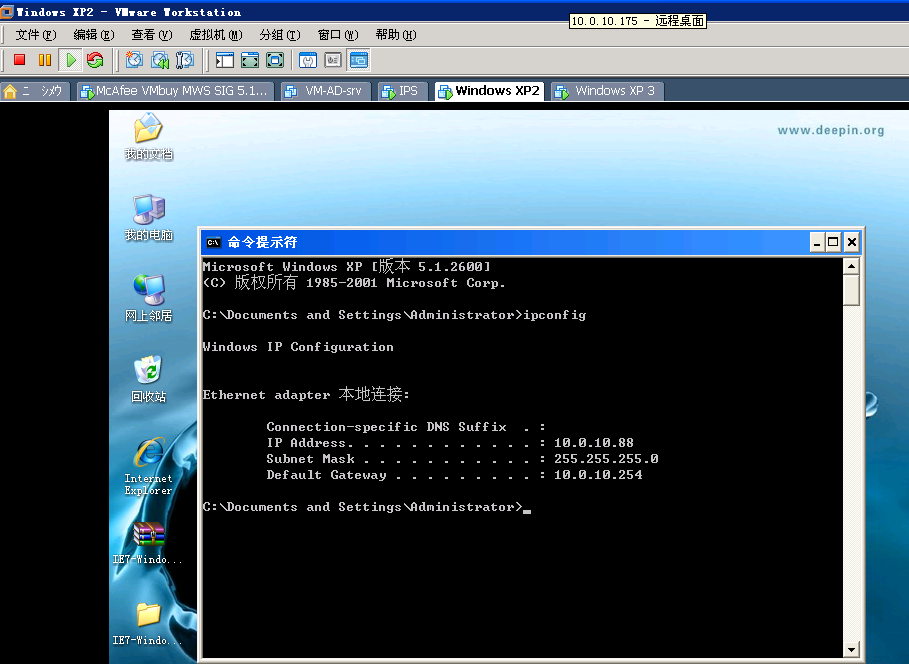 Windows XP2 - VMware Workstation
10.0.10.175 - 远程桌面
文件(F) 编辑(E) 查看(V) 虚拟机(M) 分组(T) 窗口(W) 帮助(H)
McAfee VMbuy MWS SIG 5.1... VM-AD-srv IPS Windows XP2 Windows XP 3
www.deepin.org
我的文档
我的电脑
网上邻居
回收站
Internet
Explorer
IE7-Windo...
IE7-Windo...
命令提示符
Microsoft Windows XP [版本 5.1.2600]
(C) 版权所有 1985-2001 Microsoft Corp.
C:\Documents and Settings\Administrator>ipconfig
Windows IP Configuration
Ethernet adapter 本地连接:
Connection-specific DNS Suffix  . :
IP Address. . . . . . . . . . . . : 10.0.10.88
Subnet Mask . . . . . . . . . . . : 255.255.255.0
Default Gateway . . . . . . . . . : 10.0.10.254
C:\Documents and Settings\Administrator>_